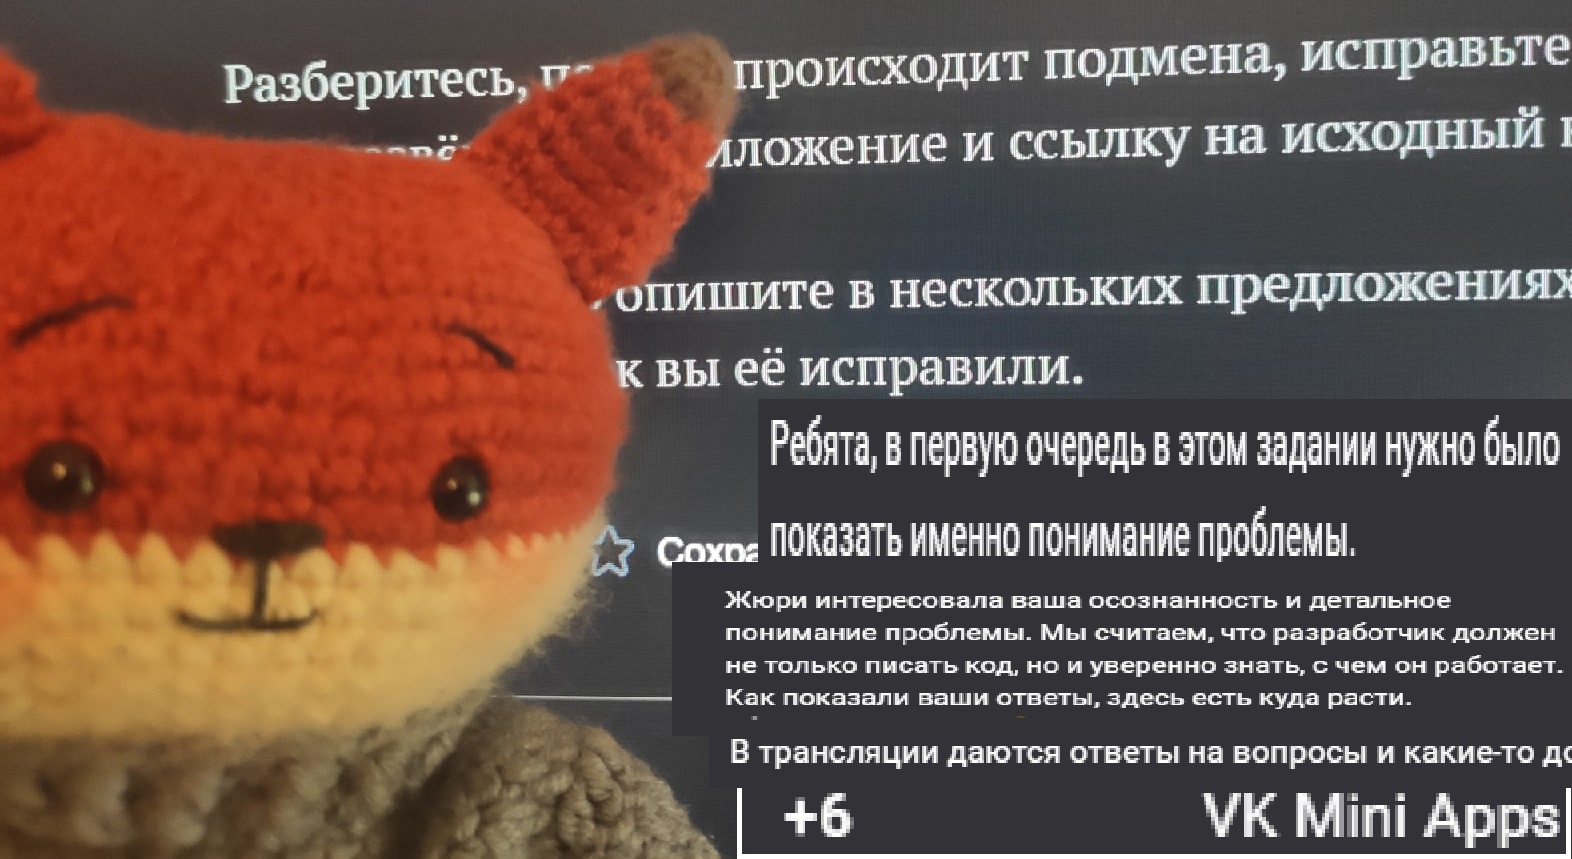 Разберитесь, происходит подмена, исправьте
иложение и ссылку на исходный
опишите в нескольких предложениях
к вы её исправили.
Ребята, в первую очередь в этом задании нужно было
показать именно понимание проблемы.
Сохра
Жюри интересовала ваша осознанность и детальное
понимание проблемы. Мы считаем, что разработчик должен
не только писать код, но и уверенно знать, с чем он работает.
Как показали ваши ответы, здесь есть куда расти.
В трансляции даются ответы на вопросы и какие-то до
+6 VK Mini Apps